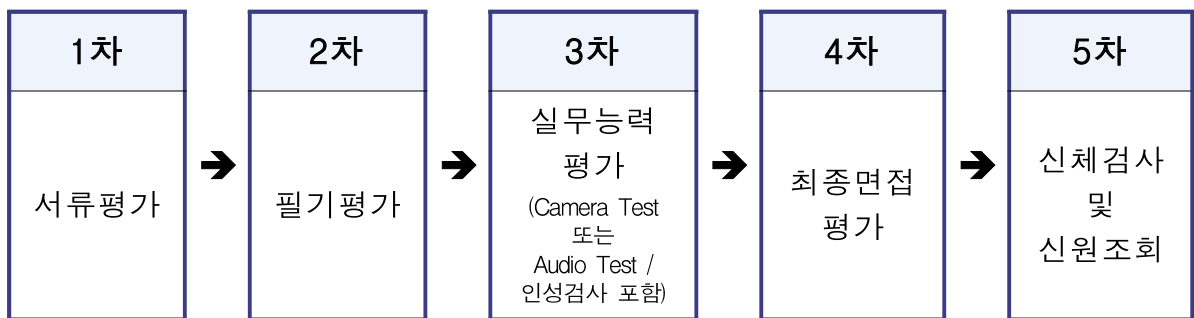 1차
서류평가
2차
필기평가
3차
실무능력
평가
(Camera Test
또는
Audio Test /
인성검사 포함)
4차
최종면접
평가
5차
신체검사
및
신원조회